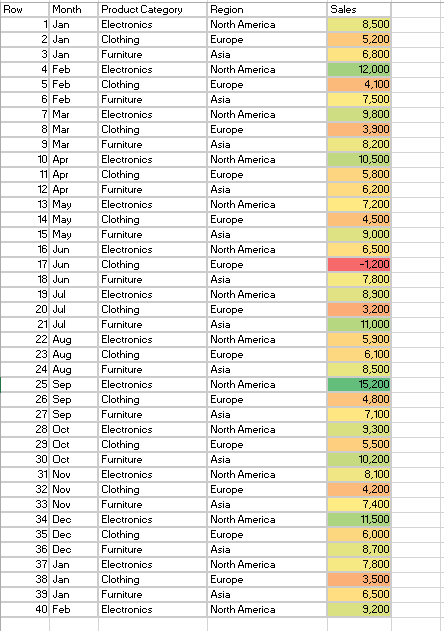 Row Month Product Category Region Sales
1 Jan Electronics North America 8,500
2 Jan Clothing Europe 5,200
3 Jan Furniture Asia 6,800
4 Feb Electronics North America 12,000
5 Feb Clothing Europe 4,100
6 Feb Furniture Asia 7,500
7 Mar Electronics North America 9,800
8 Mar Clothing Europe 3,900
9 Mar Furniture Asia 8,200
10 Apr Electronics North America 10,500
11 Apr Clothing Europe 5,800
12 Apr Furniture Asia 6,200
13 May Electronics North America 7,200
14 May Clothing Europe 4,500
15 May Furniture Asia 9,000
16 Jun Electronics North America 6,500
17 Jun Clothing Europe -1,200
18 Jun Furniture Asia 7,800
19 Jul Electronics North America 8,900
20 Jul Clothing Europe 3,200
21 Jul Furniture Asia 11,000
22 Aug Electronics North America 5,900
23 Aug Clothing Europe 6,100
24 Aug Furniture Asia 8,500
25 Sep Electronics North America 15,200
26 Sep Clothing Europe 4,800
27 Sep Furniture Asia 7,100
28 Oct Electronics North America 9,300
29 Oct Clothing Europe 5,500
30 Oct Furniture Asia 10,200
31 Nov Electronics North America 8,100
32 Nov Clothing Europe 4,200
33 Nov Furniture Asia 7,400
34 Dec Electronics North America 11,500
35 Dec Clothing Europe 6,000
36 Dec Furniture Asia 8,700
37 Jan Electronics North America 7,800
38 Jan Clothing Europe 3,500
39 Jan Furniture Asia 6,500
40 Feb Electronics North America 9,200